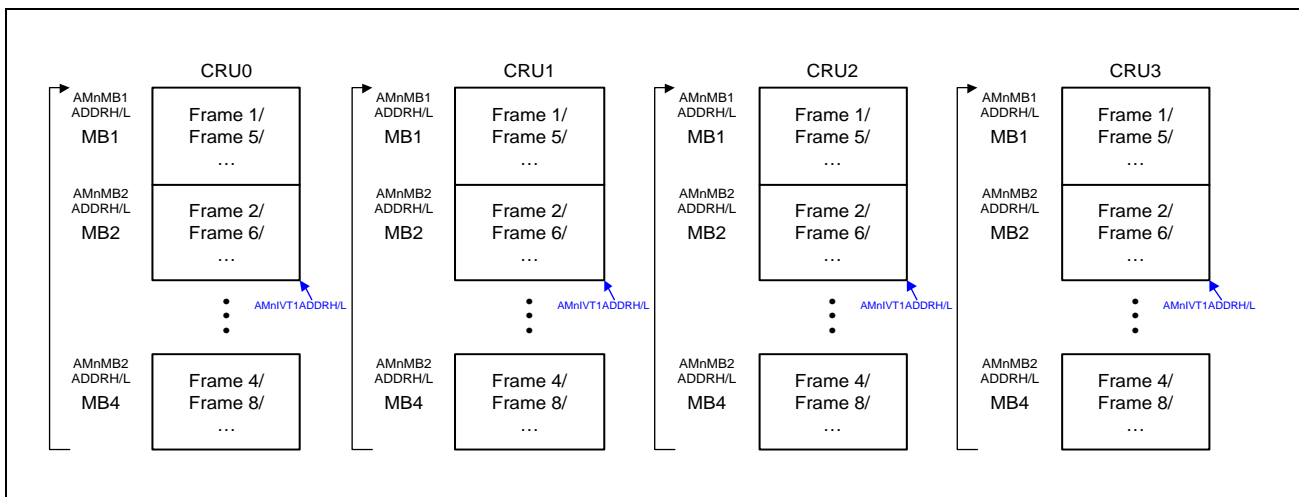 CRU0
AMnMB1
ADDRH/L
MB1
Frame 1/
Frame 5/
…
AMnMB2
ADDRH/L
MB2
Frame 2/
Frame 6/
…
AMnIVT1ADDRH/L
AMnMB2
ADDRH/L
MB4
Frame 4/
Frame 8/
…
CRU1
AMnMB1
ADDRH/L
MB1
Frame 1/
Frame 5/
…
AMnMB2
ADDRH/L
MB2
Frame 2/
Frame 6/
…
AMnIVT1ADDRH/L
AMnMB2
ADDRH/L
MB4
Frame 4/
Frame 8/
…
CRU2
AMnMB1
ADDRH/L
MB1
Frame 1/
Frame 5/
…
AMnMB2
ADDRH/L
MB2
Frame 2/
Frame 6/
…
AMnIVT1ADDRH/L
AMnMB2
ADDRH/L
MB4
Frame 4/
Frame 8/
…
CRU3
AMnMB1
ADDRH/L
MB1
Frame 1/
Frame 5/
…
AMnMB2
ADDRH/L
MB2
Frame 2/
Frame 6/
…
AMnIVT1ADDRH/L
AMnMB2
ADDRH/L
MB4
Frame 4/
Frame 8/
…